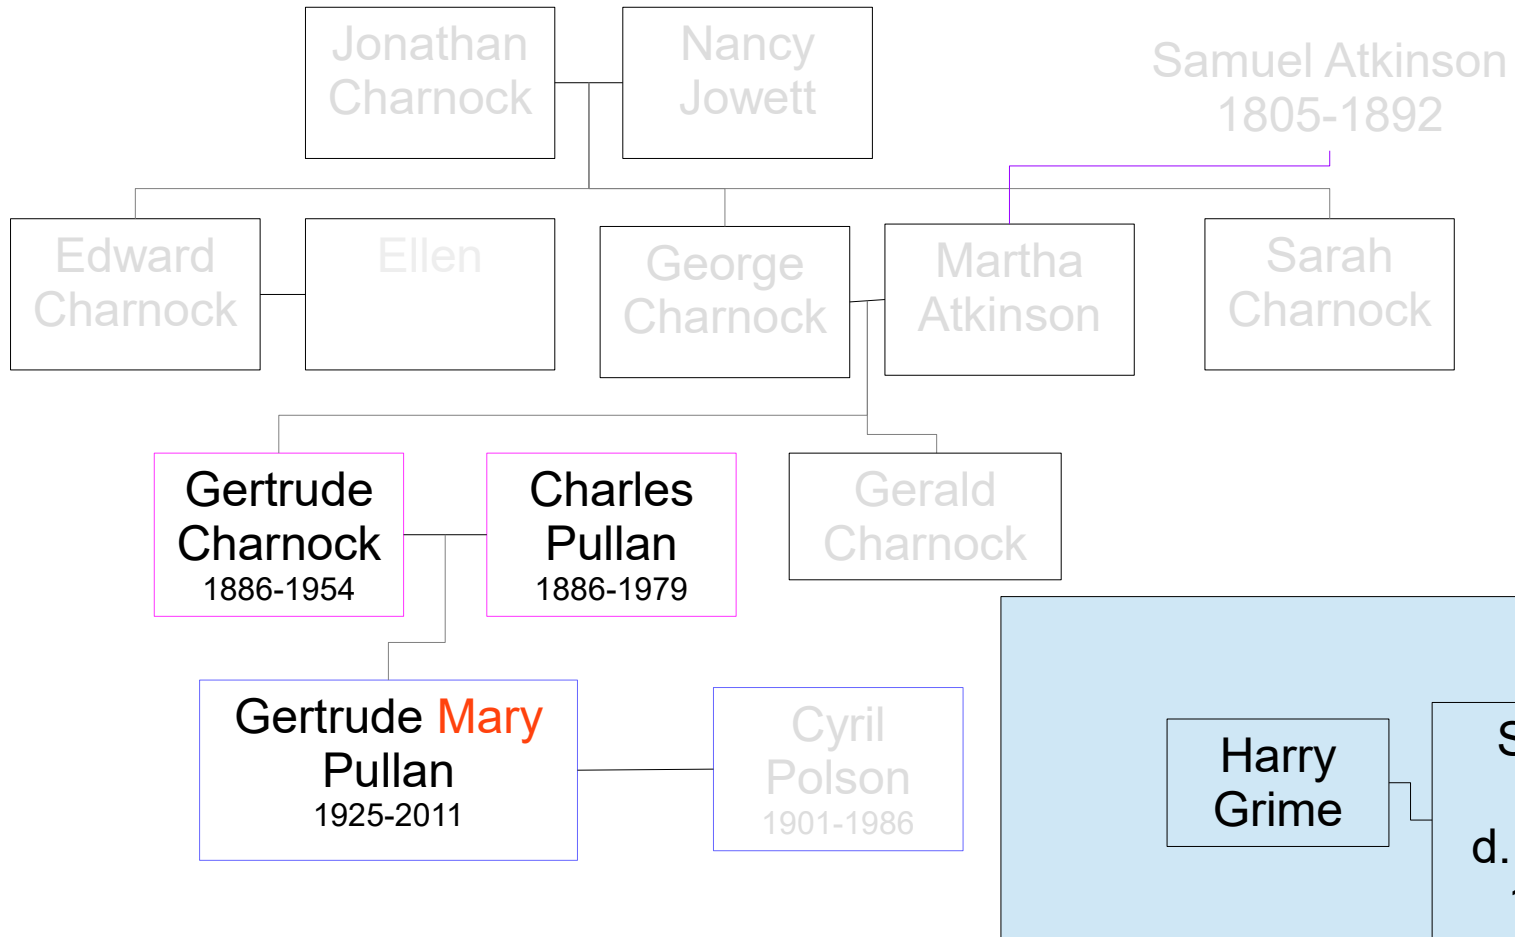 Jonathan
Charnock
Nancy
Jowett
Samuel Atkinson
1805-1892
Edward
Charnock
Ellen
George
Charnock
Martha
Atkinson
Sarah
Charnock
Gertrude
Charnock
1886-1954
Charles
Pullan
1886-1979
Gerald
Charnock
Gertrude Mary
Pullan
1925-2011
Cyril
Polson
1901-1986
Harry
Grime
d.